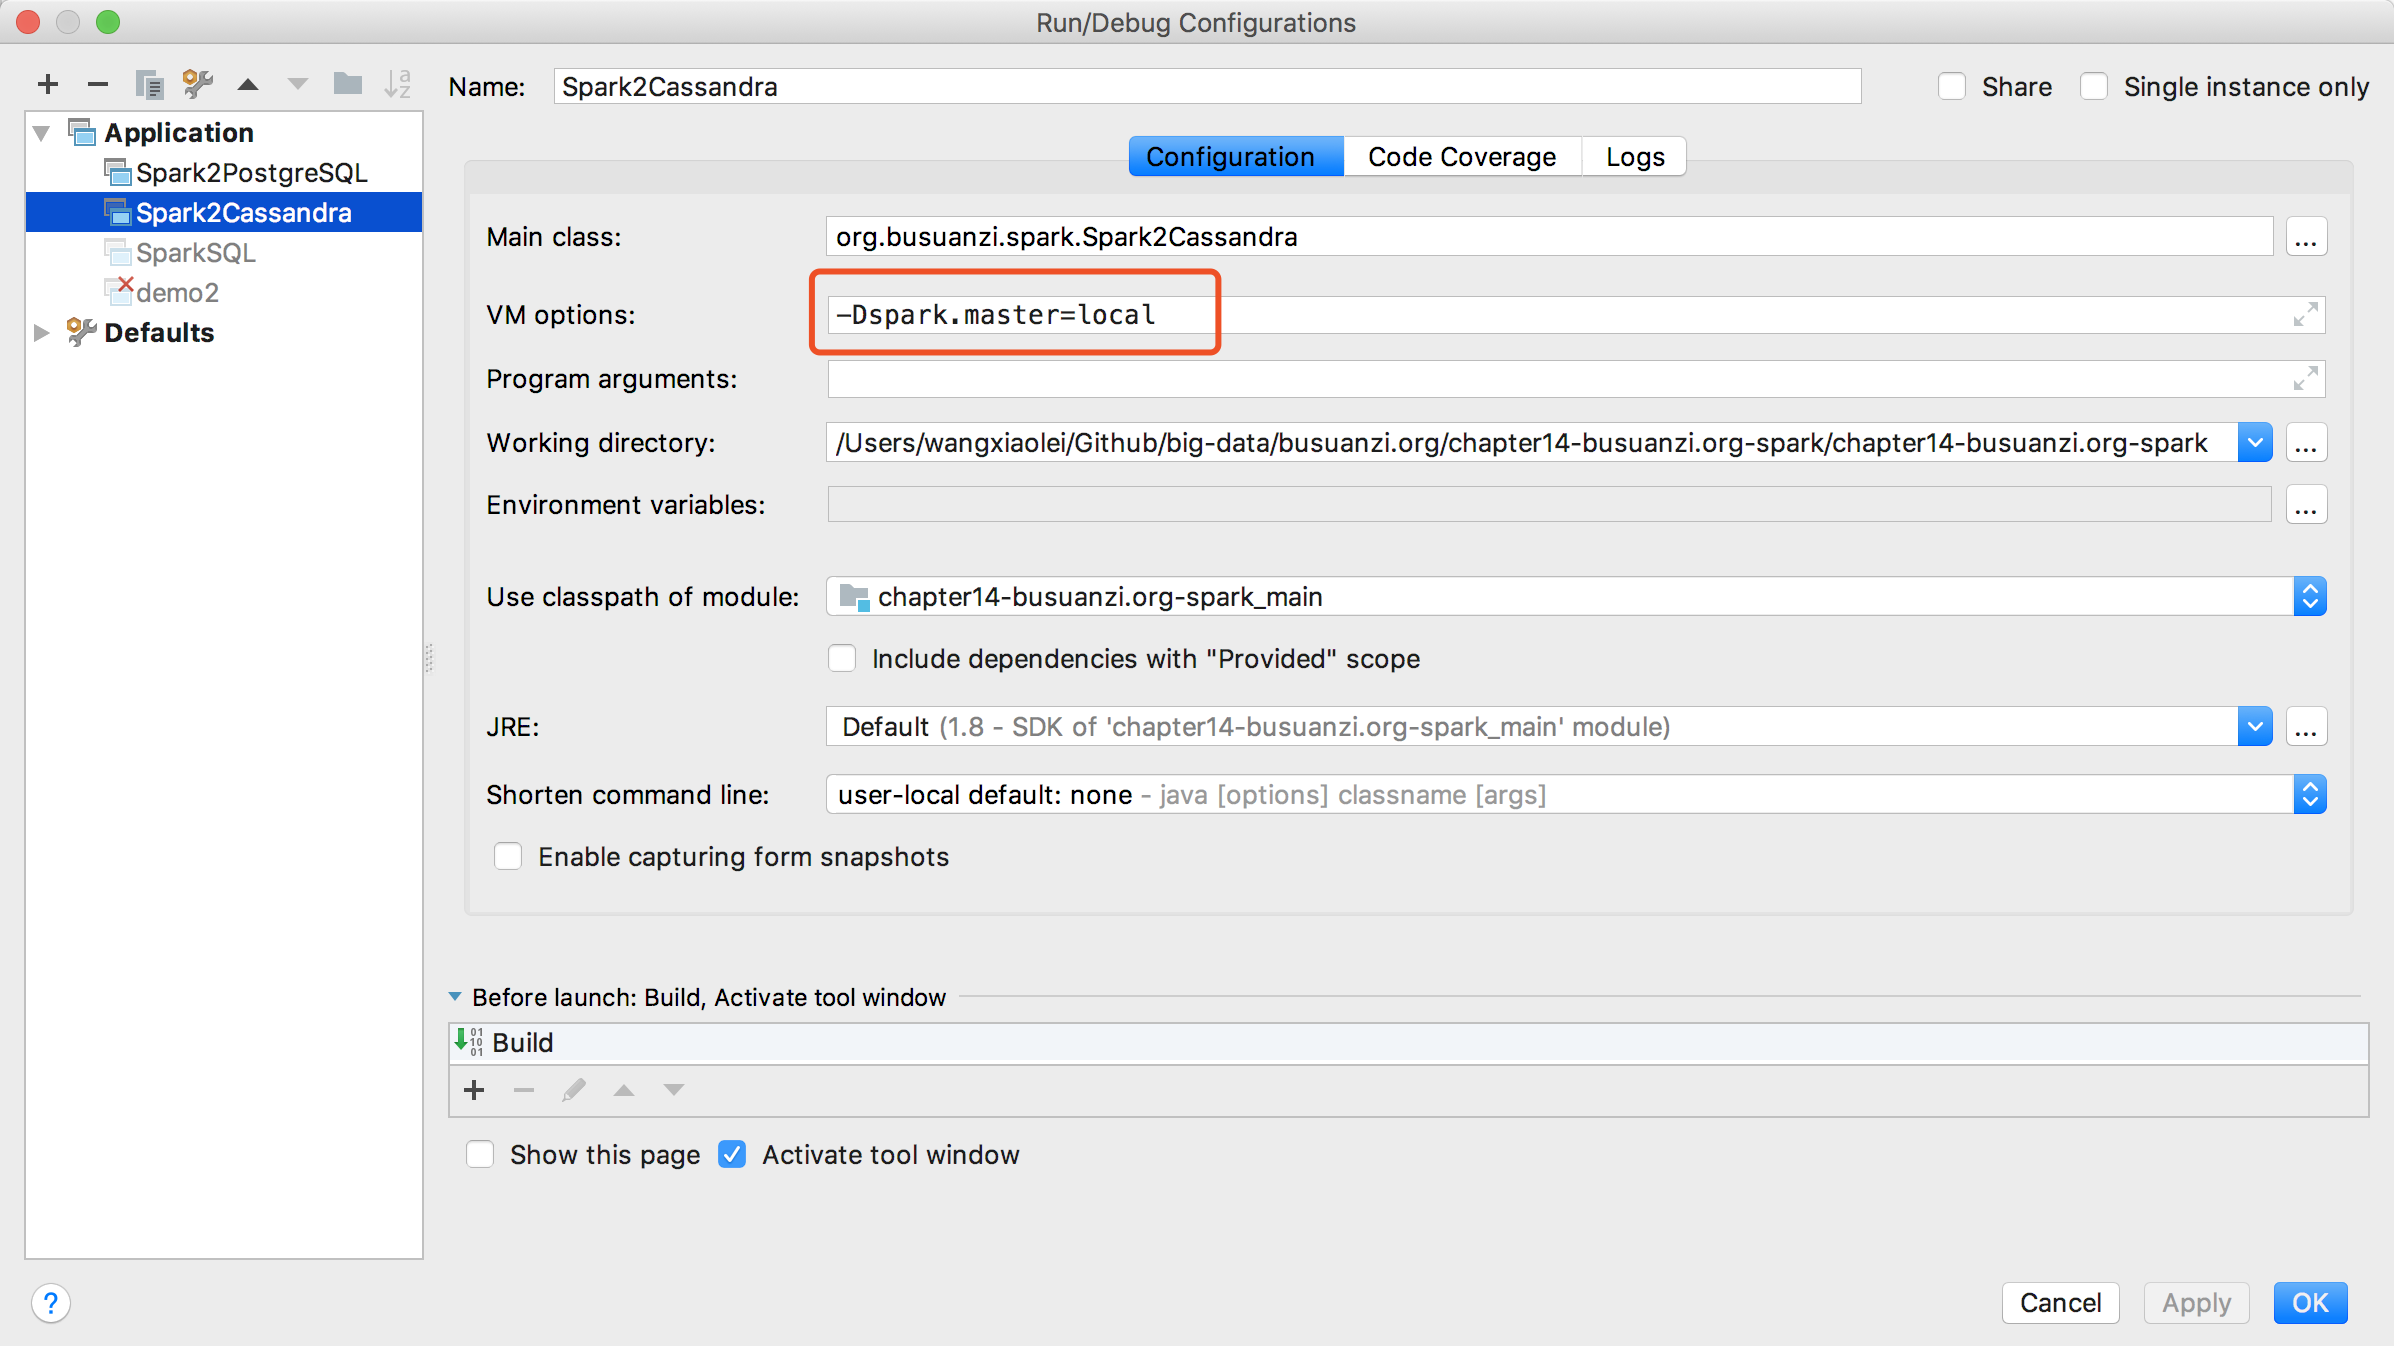 Run/Debug Configurations
Name: Spark2Cassandra Share Single instance only
Application
Spark2PostgreSQL
Spark2Cassandra
SparkSQL
demo2
Defaults
Configuration Code Coverage Logs
Main class: org.busuanzi.spark.Spark2Cassandra ...
VM options: -Dspark.master=local
Program arguments:
Working directory: /Users/wangxiaolei/Github/big-data/busuanzi.org/chapter14-busuanzi.org-spark/chapter14-busuanzi.org-spark ...
Environment variables: ...
Use classpath of module: chapter14-busuanzi.org-spark_main
Include dependencies with "Provided" scope
JRE: Default (1.8 - SDK of 'chapter14-busuanzi.org-spark_main' module) ...
Shorten command line: user-local default: none - java [options] classname [args]
Enable capturing form snapshots
Before launch: Build, Activate tool window
Build
Show this page Activate tool window
? Cancel Apply OK